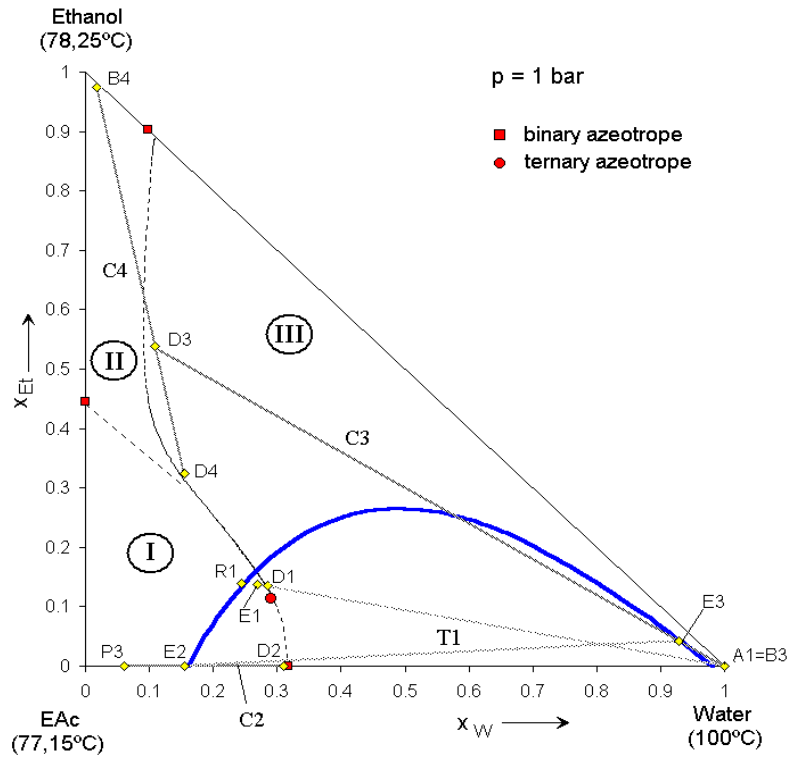 Ethanol
(78,25ºC)
1
B4
p = 1 bar
binary azeotrope
ternary azeotrope
0.9
0.8
0.7
C4
0.6
III
D3
II
0.5
x Et
C3
0.4
D4
0.3
I
0.2
R1
D1
E1
0.1
E3
T1
P3
E2
D2
A1=B3
0
0
0.1
0.2
0.3
0.4
0.5
0.6
0.7
0.8
0.9
1
C2
EAc
(77,15ºC)
x W
Water
(100ºC)